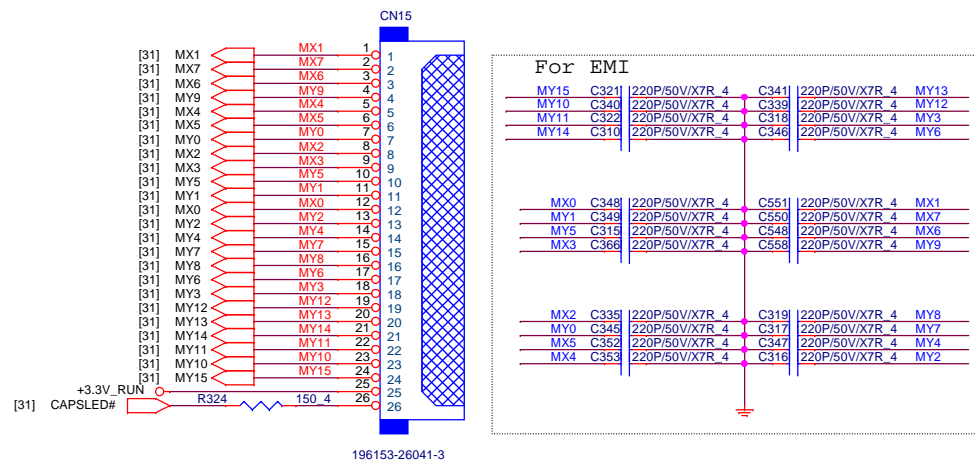 CN15
[31] MX1 MX1 1 1
[31] MX7 MX7 2 2
[31] MX6 MX6 3 3
[31] MY9 MY9 4 4
[31] MX4 MX4 5 5
[31] MX5 MX5 6 6
[31] MY0 MY0 7 7
[31] MX2 MX2 8 8
[31] MX3 MX3 9 9
[31] MY5 MY5 10 10
[31] MY1 MY1 11 11
[31] MX0 MX0 12 12
[31] MY2 MY2 13 13
[31] MY4 MY4 14 14
[31] MY7 MY7 15 15
[31] MY8 MY8 16 16
[31] MY6 MY6 17 17
[31] MY3 MY3 18 18
[31] MY12 MY12 19 19
[31] MY13 MY13 20 20
[31] MY14 MY14 21 21
[31] MY11 MY11 22 22
[31] MY10 MY10 23 23
[31] MY15 MY15 24 24
+3.3V_RUN 25 25
[31] CAPSLED# R324 150_4 26 26
196153-26041-3
For EMI
MY15 C321 220P/50V/X7R_4 C341 220P/50V/X7R_4 MY13
MY10 C340 220P/50V/X7R_4 C339 220P/50V/X7R_4 MY12
MY11 C322 220P/50V/X7R_4 C318 220P/50V/X7R_4 MY3
MY14 C310 220P/50V/X7R_4 C346 220P/50V/X7R_4 MY6
MX0 C348 220P/50V/X7R_4 C551 220P/50V/X7R_4 MX1
MY1 C349 220P/50V/X7R_4 C550 220P/50V/X7R_4 MX7
MY5 C315 220P/50V/X7R_4 C548 220P/50V/X7R_4 MX6
MX3 C366 220P/50V/X7R_4 C558 220P/50V/X7R_4 MY9
MX2 C335 220P/50V/X7R_4 C319 220P/50V/X7R_4 MY8
MY0 C345 220P/50V/X7R_4 C317 220P/50V/X7R_4 MY7
MX5 C352 220P/50V/X7R_4 C347 220P/50V/X7R_4 MY4
MX4 C353 220P/50V/X7R_4 C316 220P/50V/X7R_4 MY2